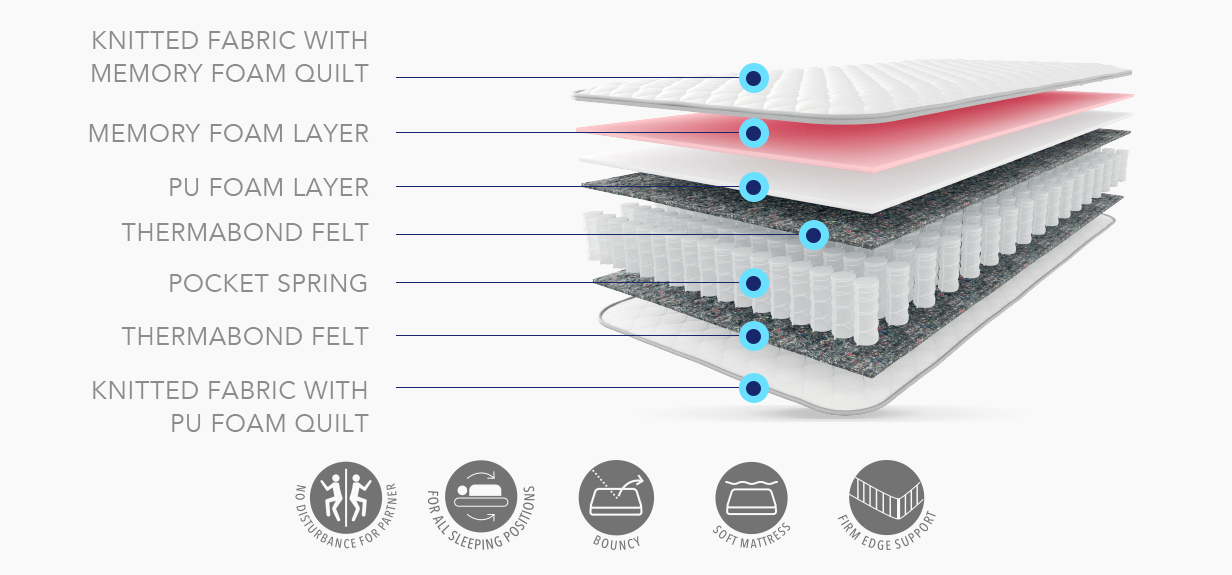 KNITTED FABRIC WITH
MEMORY FOAM QUILT
MEMORY FOAM LAYER
PU FOAM LAYER
THERMABOND FELT
POCKET SPRING
THERMABOND FELT
KNITTED FABRIC WITH
PU FOAM QUILT
NO DISTURBANCE FOR PARTNER
FOR ALL SLEEPING POSITIONS
BOUNCY
SOFT MATTRESS
FIRM EDGE SUPPORT